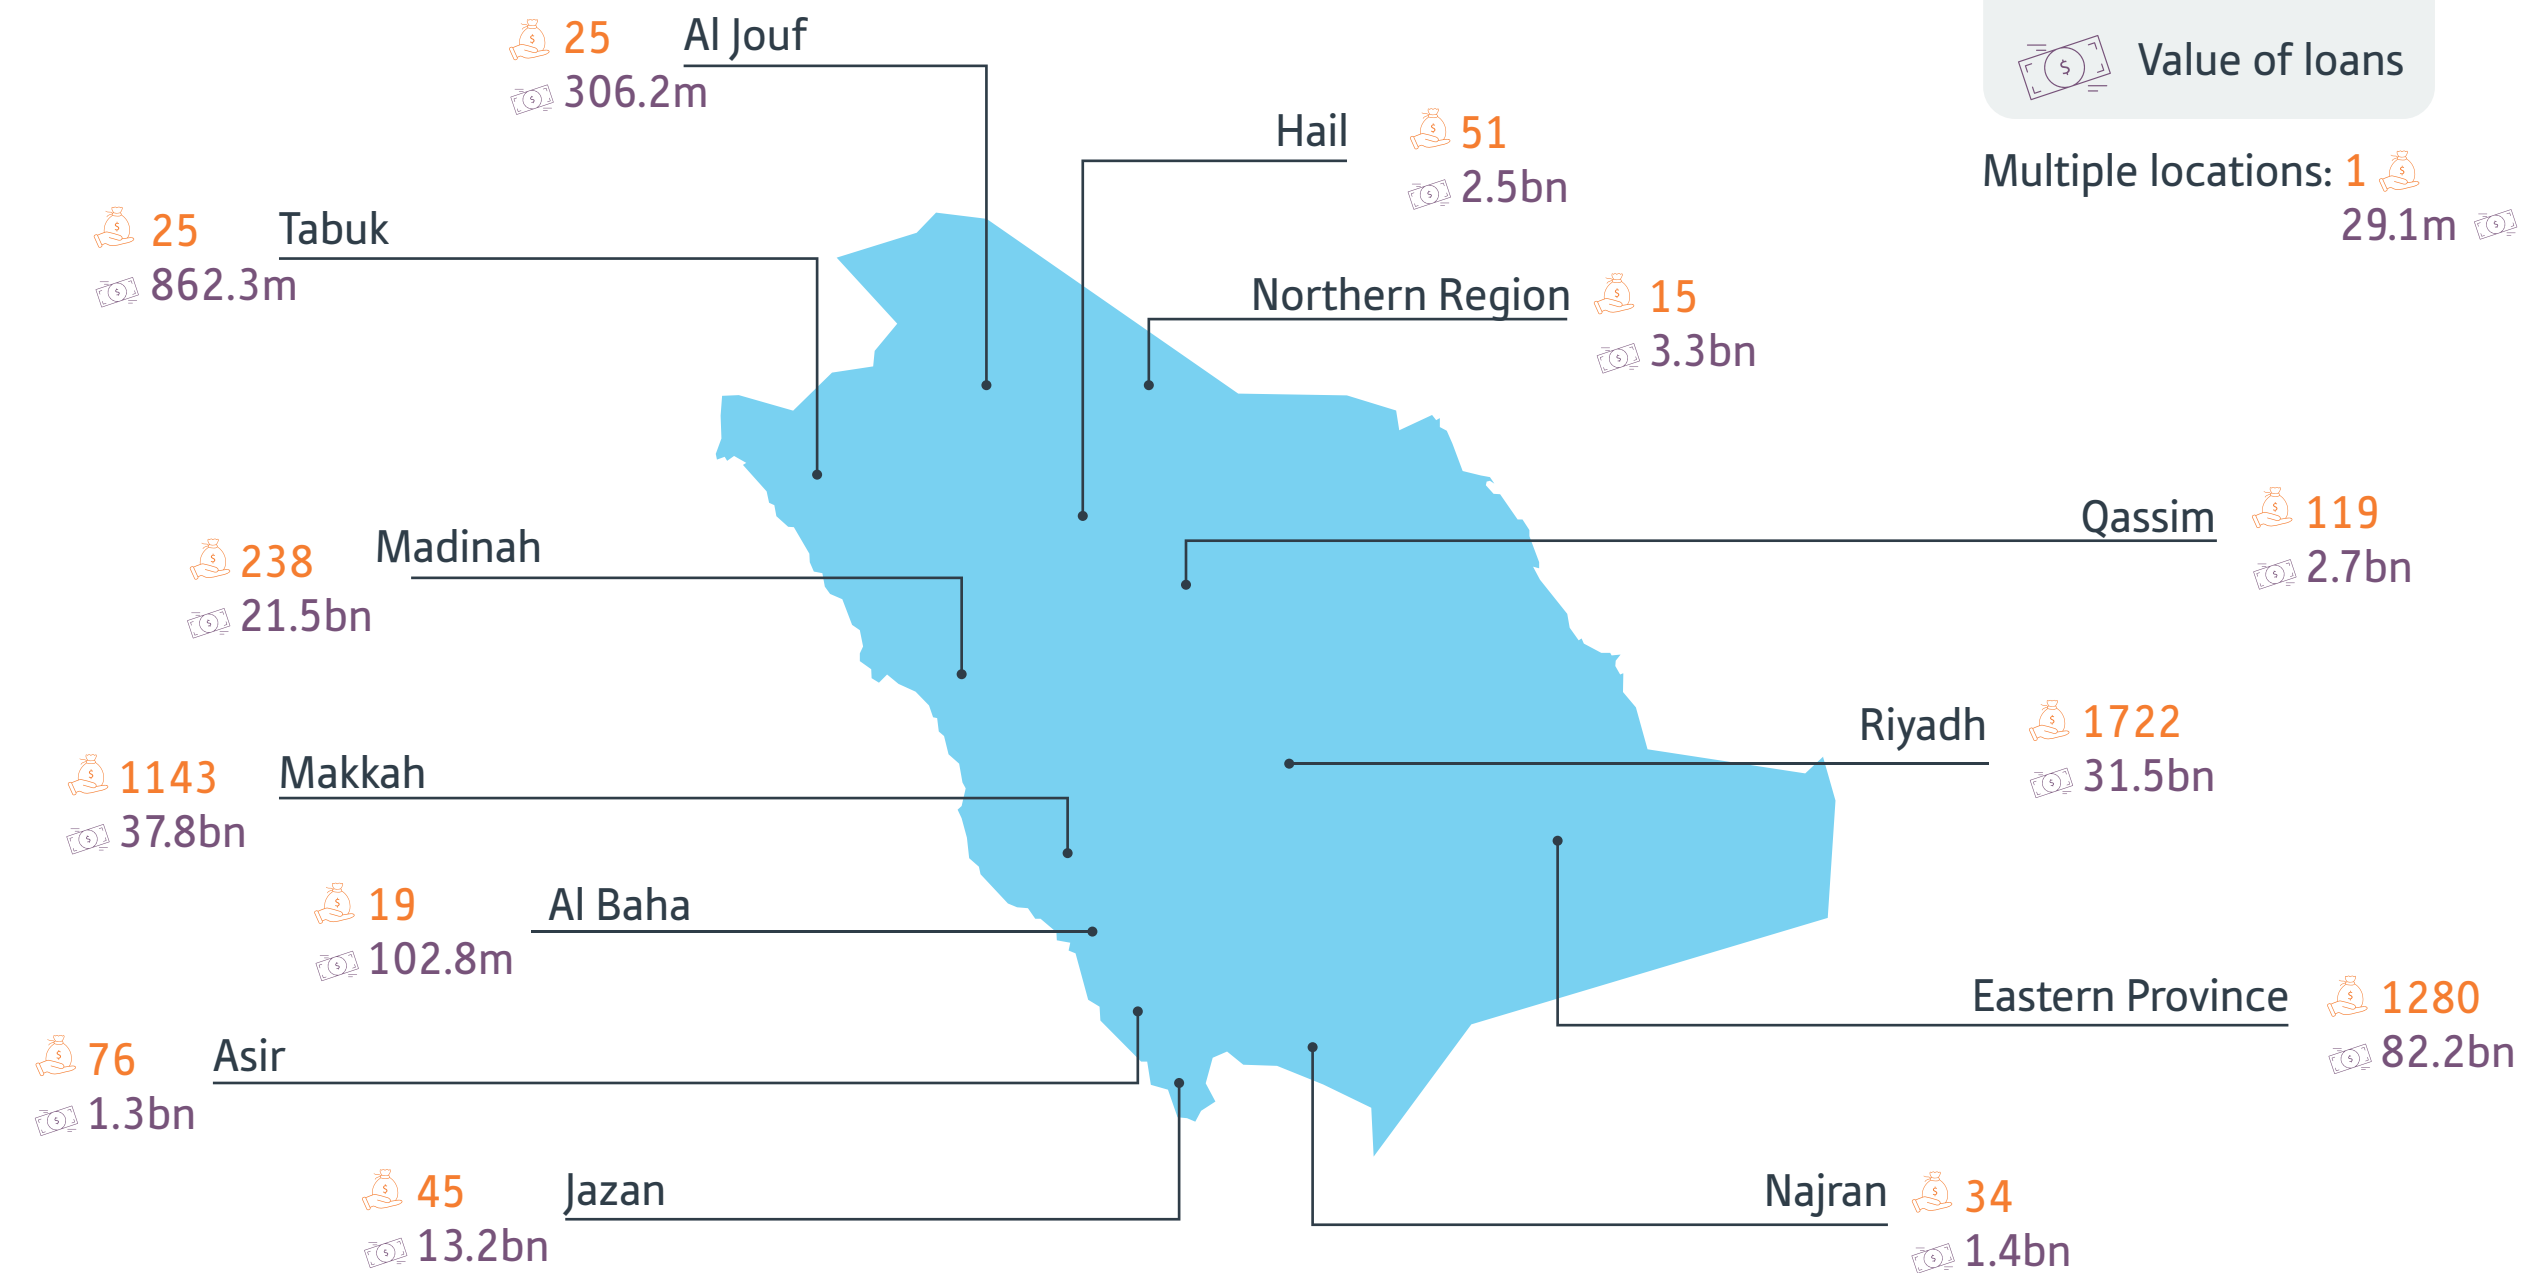 25 Al Jouf
306.2m
Value of loans
Hail 51
2.5bn
Multiple locations: 1
29.1m
25 Tabuk
862.3m
Northern Region 15
3.3bn
Qassim 119
2.7bn
238 Madinah
21.5bn
Riyadh 1722
31.5bn
1143 Makkah
37.8bn
19 Al Baha
102.8m
Eastern Province 1280
82.2bn
76 Asir
1.3bn
45 Jazan
13.2bn
Najran 34
1.4bn